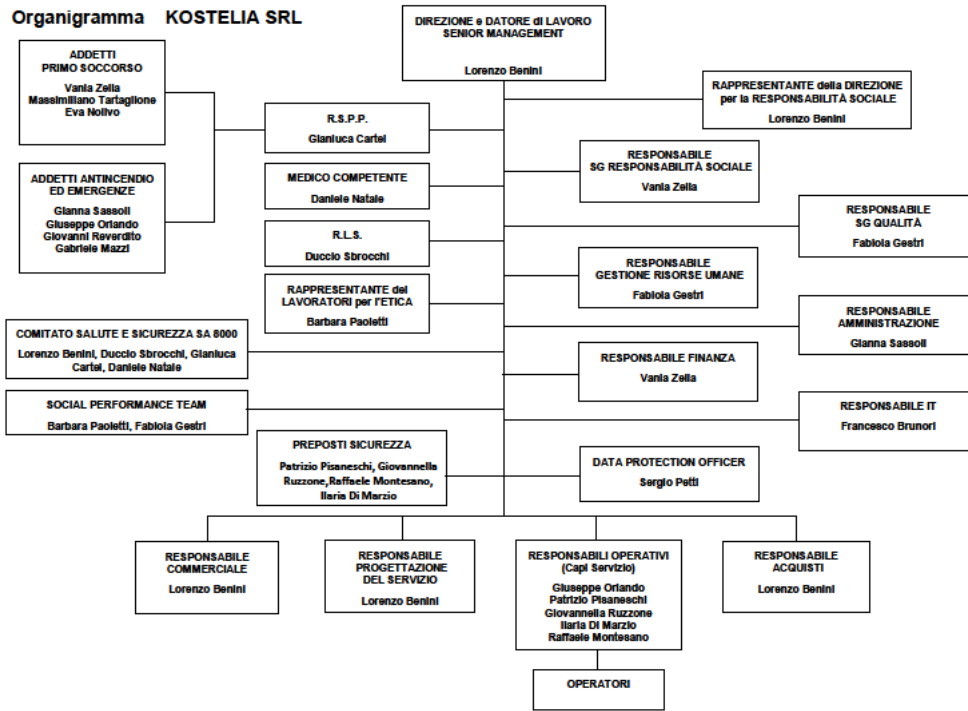 Organigramma KOSTELIA SRL
DIREZIONE e DATORE di LAVORO
SENIOR MANAGEMENT
Lorenzo Benini
ADDETTI
PRIMO SOCCORSO
Vania Zella
Massimiliano Tartaglione
Eva Nolivo
RAPPRESENTANTE della DIREZIONE
per la RESPONSABILITÀ SOCIALE
Lorenzo Benini
R.S.P.P.
Gianluca Cartei
RESPONSABILE
SG RESPONSABILITÀ SOCIALE
Vania Zella
ADDETTI ANTINCENDIO
ED EMERGENZE
Gianna Sassoli
Giuseppe Orlando
Giovanni Reverdito
Gabriele Mazzi
MEDICO COMPETENTE
Daniele Natale
RESPONSABILE
SG QUALITÀ
Fabiola Gestri
R.L.S.
Duccio Sbrocchi
RESPONSABILE
GESTIONE RISORSE UMANE
Fabiola Gestri
RAPPRESENTANTE dei
LAVORATORI per l'ETICA
Barbara Paoletti
RESPONSABILE
AMMINISTRAZIONE
Gianna Sassoli
COMITATO SALUTE E SICUREZZA SA 8000
Lorenzo Benini, Duccio Sbrocchi, Gianluca
Cartei, Daniele Natale
RESPONSABILE FINANZA
Vania Zella
SOCIAL PERFORMANCE TEAM
Barbara Paoletti, Fabiola Gestri
RESPONSABILE IT
Francesco Brunori
PREPOSTI SICUREZZA
Patrizio Pisaneschi, Giovannella
Ruzzone,Raffaele Montesano,
Ilaria Di Marzio
DATA PROTECTION OFFICER
Sergio Petti
RESPONSABILE
COMMERCIALE
Lorenzo Benini
RESPONSABILE
PROGETTAZIONE
DEL SERVIZIO
Lorenzo Benini
RESPONSABILI OPERATIVI
(Capi Servizio)
Giuseppe Orlando
Patrizio Pisaneschi
Giovannella Ruzzone
Ilaria Di Marzio
Raffaele Montesano
RESPONSABILE
ACQUISTI
Lorenzo Benini
OPERATORI